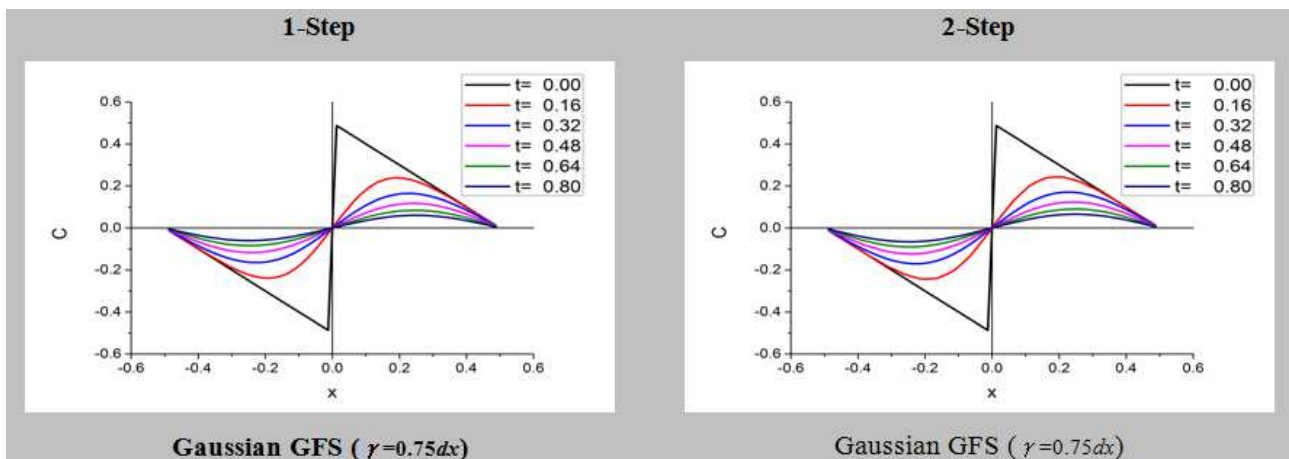 1-Step
2-Step
t= 0.00
t= 0.16
t= 0.32
t= 0.48
t= 0.64
t= 0.80
0.6
0.4
0.2
0.0
-0.2
-0.4
-0.6
C
-0.6 -0.4 -0.2 0.0 0.2 0.4 0.6
x
t= 0.00
t= 0.16
t= 0.32
t= 0.48
t= 0.64
t= 0.80
0.6
0.4
0.2
0.0
-0.2
-0.4
-0.6
C
-0.6 -0.4 -0.2 0.0 0.2 0.4 0.6
x
Gaussian GFS ( γ=0.75dx)
Gaussian GFS ( γ=0.75dx)